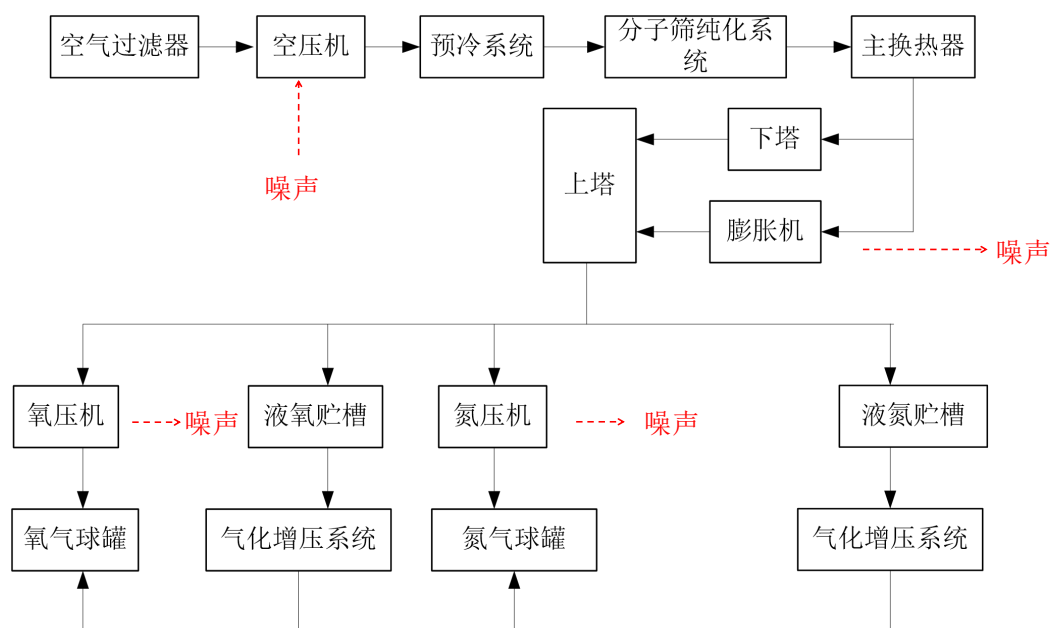 空气过滤器
空压机
预冷系统
分子筛纯化系
统
主换热器
噪声
上塔
下塔
膨胀机
噪声
氧压机
噪声
液氧贮槽
氮压机
噪声
液氮贮槽
氧气球罐
气化增压系统
氮气球罐
气化增压系统